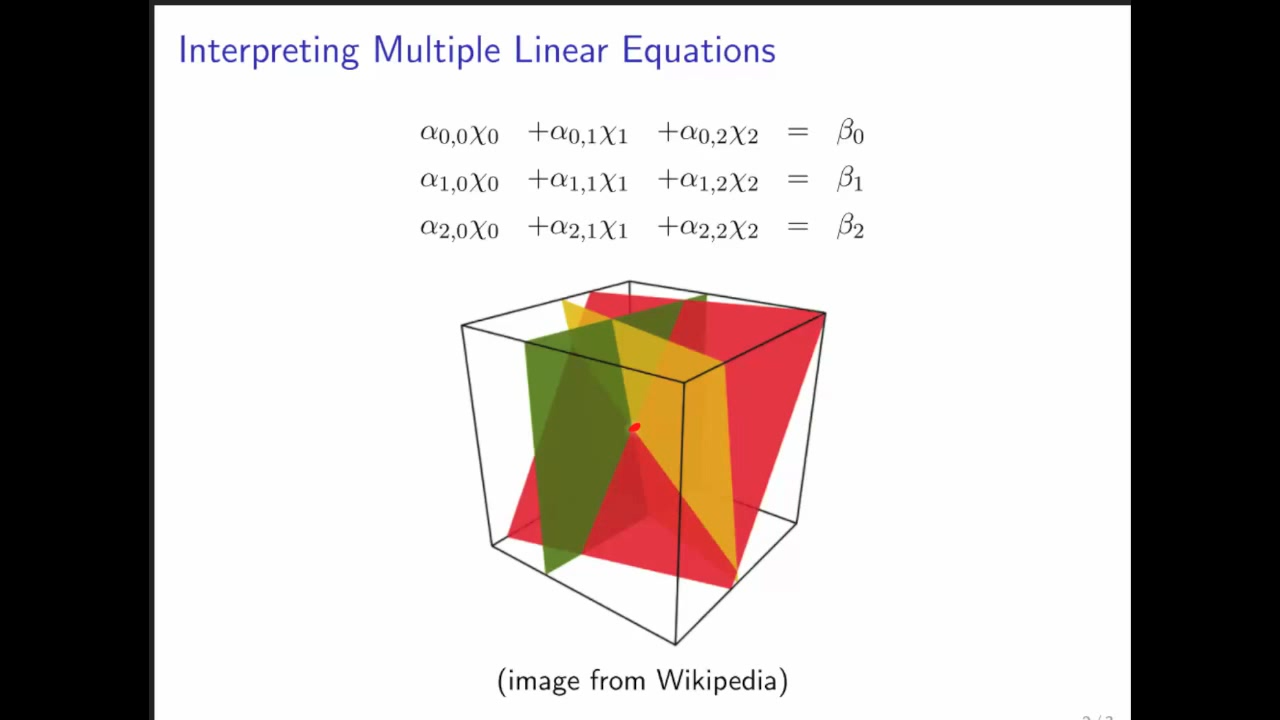 Interpreting Multiple Linear Equations
α₀,₀χ₀ +α₀,₁χ₁ +α₀,₂χ₂ = β₀
α₁,₀χ₀ +α₁,₁χ₁ +α₁,₂χ₂ = β₁
α₂,₀χ₀ +α₂,₁χ₁ +α₂,₂χ₂ = β₂
(image from Wikipedia)